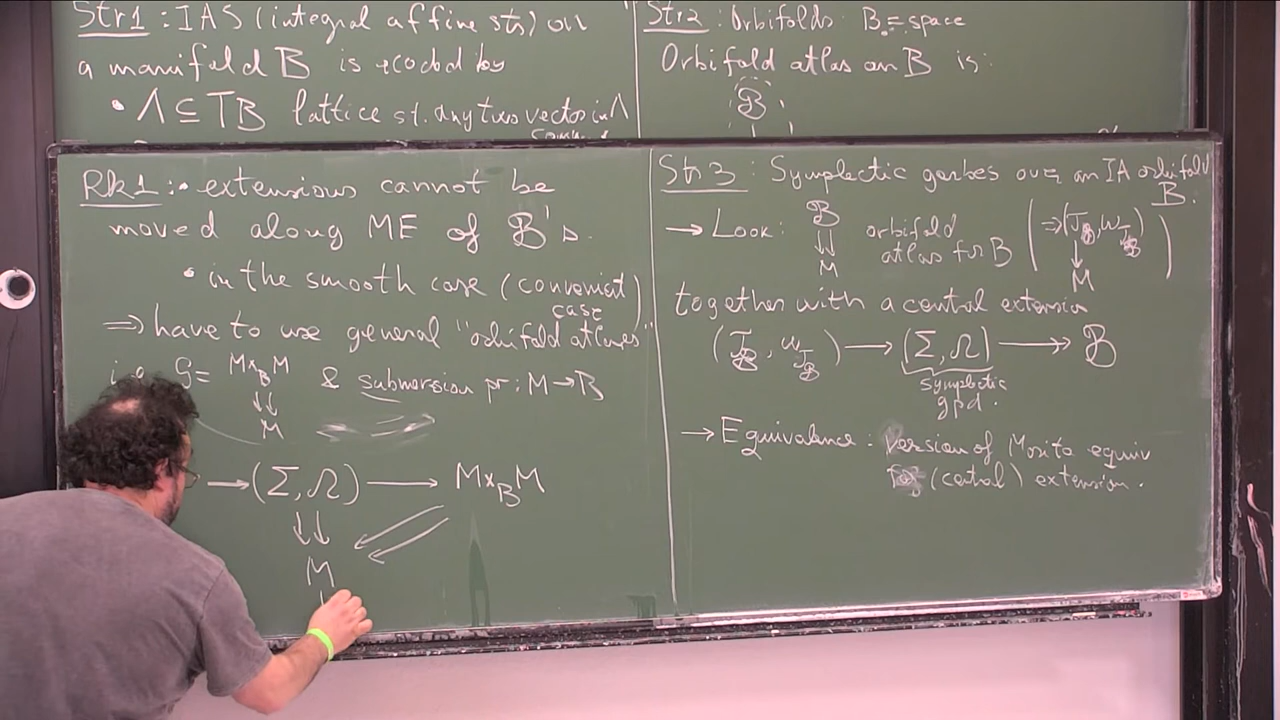 Str1 : IAS (integral affine str) on
a manifold B is ecoded by
• Λ ⊆ TB lattice st. any two vectors in Λ
Str2 : Orbifolds B = space
Orbifold atlas on B is:
𝓑
Rk1 : • extensions cannot be
moved along ME of 𝓑's.
• in the smooth case (convenient case)
⇒ have to use general "orbifold atlases"
i.e. G = M×_B M & submersion pr: M → B
⇊
M
→ (Σ, Ω) → M×_B M
⇊
M
Str3 : Symplectic gerbes over an IA orbifold B.
→ Look: 𝓑 ⇊ M orbifold atlas for B ( ⇒ (T_𝓑, ω_{T_𝓑}) ↓ M )
together with a central extension
(T_𝓑, ω_{T_𝓑}) → (Σ, Ω) ↠ 𝓑
symplectic
gpd.
→ Equivalence : version of Morita equiv
for (central) extension.